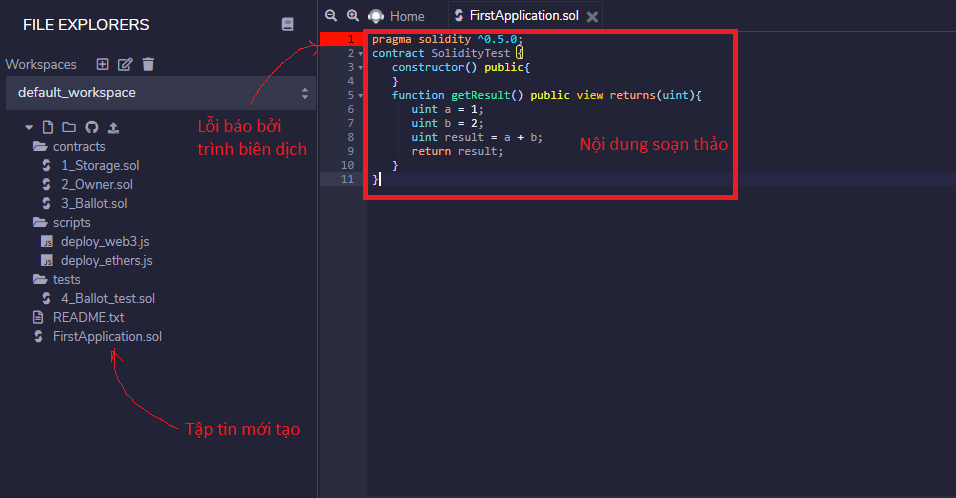 FILE EXPLORERS
Workspaces
default_workspace
contracts
1_Storage.sol
2_Owner.sol
3_Ballot.sol
scripts
deploy_web3.js
deploy_ethers.js
tests
4_Ballot_test.sol
README.txt
FirstApplication.sol
Lỗi báo bởi
trình biên dịch
Tập tin mới tạo
Home
FirstApplication.sol
1 pragma solidity ^0.5.0;
2 contract SolidityTest {
3 constructor() public{
4 }
5 function getResult() public view returns(uint){
6 uint a = 1;
7 uint b = 2;
8 uint result = a + b;
9 return result;
10 }
11 }
Nội dung soạn thảo